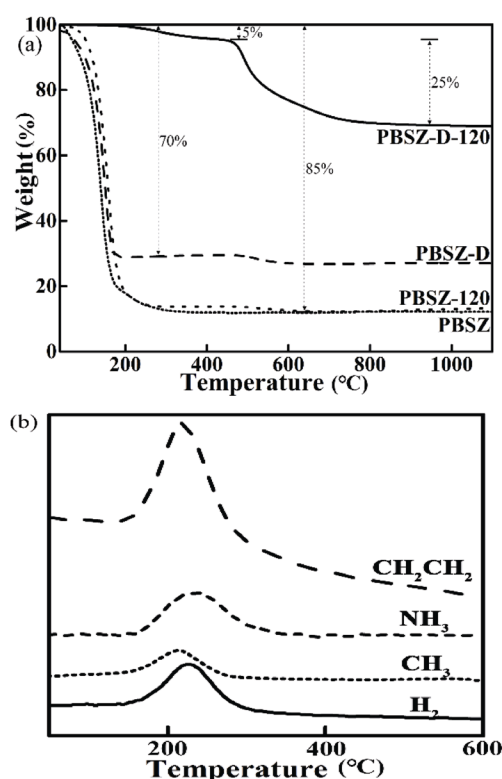 (a)
Weight (%)
100
80
60
40
20
0
5%
25%
70%
85%
PBSZ-D-120
PBSZ-D
PBSZ-120
PBSZ
200 400 600 800 1000
Temperature (°C)
(b)
CH₂CH₂
NH₃
CH₃
H₂
200 400 600
Temperature (°C)